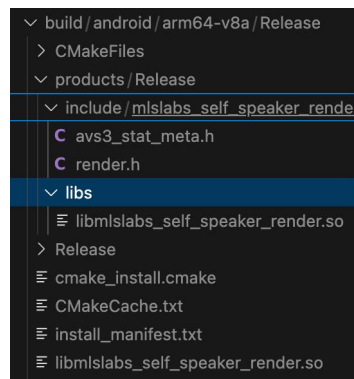 build/android/arm64-v8a/Release
CMakeFiles
products/Release
include/mlslabs_self_speaker_rende
C avs3_stat_meta.h
C render.h
libs
libmlslabs_self_speaker_render.so
Release
cmake_install.cmake
CMakeCache.txt
install_manifest.txt
libmlslabs_self_speaker_render.so